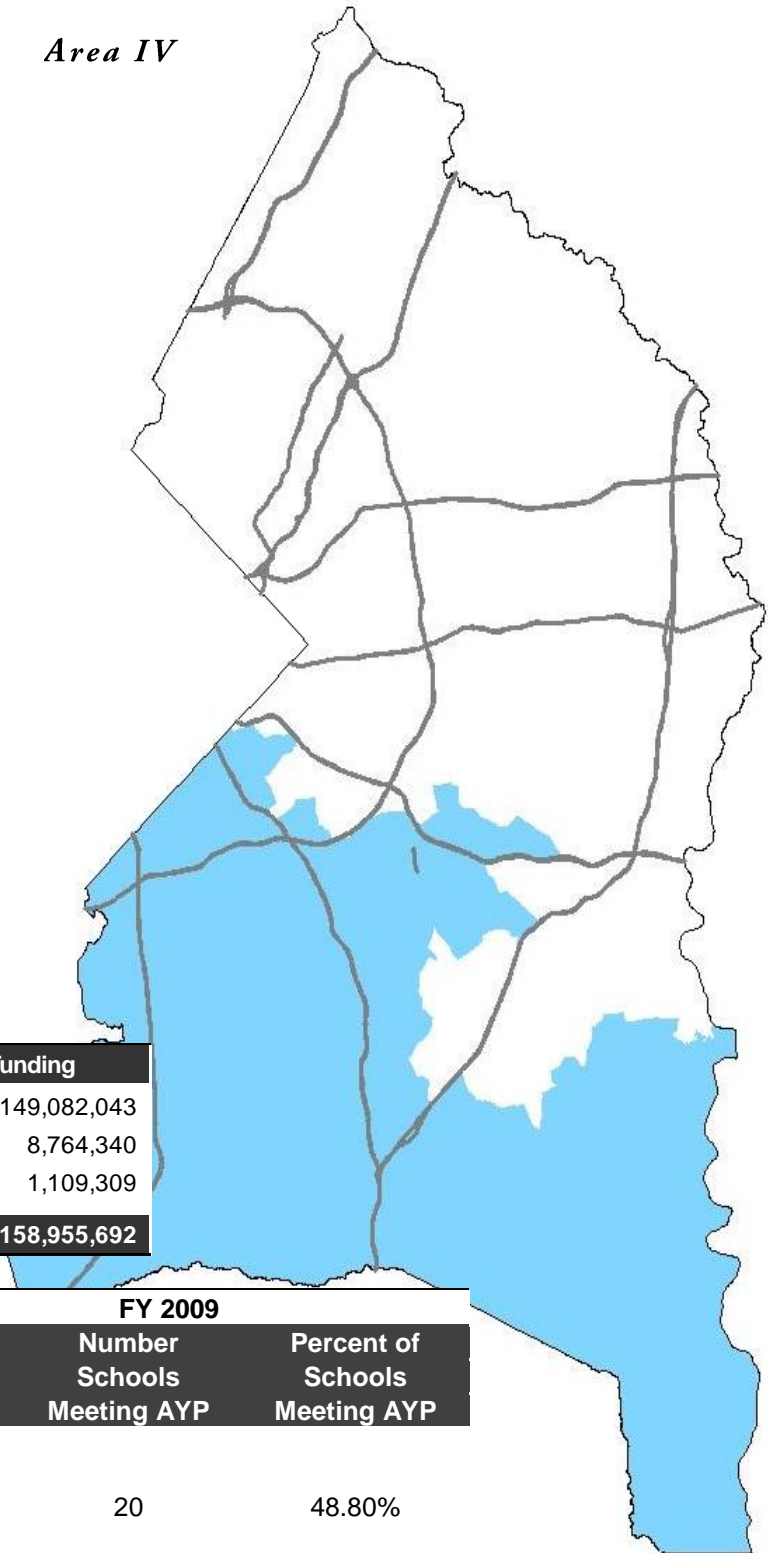 Area IV
149,082,043
8,764,340
1,109,309
158,955,692
FY 2009
Number Percent of
Schools Schools
Meeting AYP Meeting AYP
20 48.80%